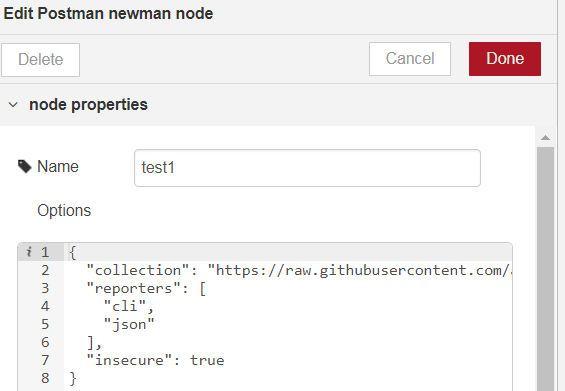 Edit Postman newman node
Delete
Cancel
Done
node properties
Name
test1
Options
i 1 {
2 "collection": "https://raw.githubusercontent.com/
3 "reporters": [
4 "cli",
5 "json"
6 ],
7 "insecure": true
8 }